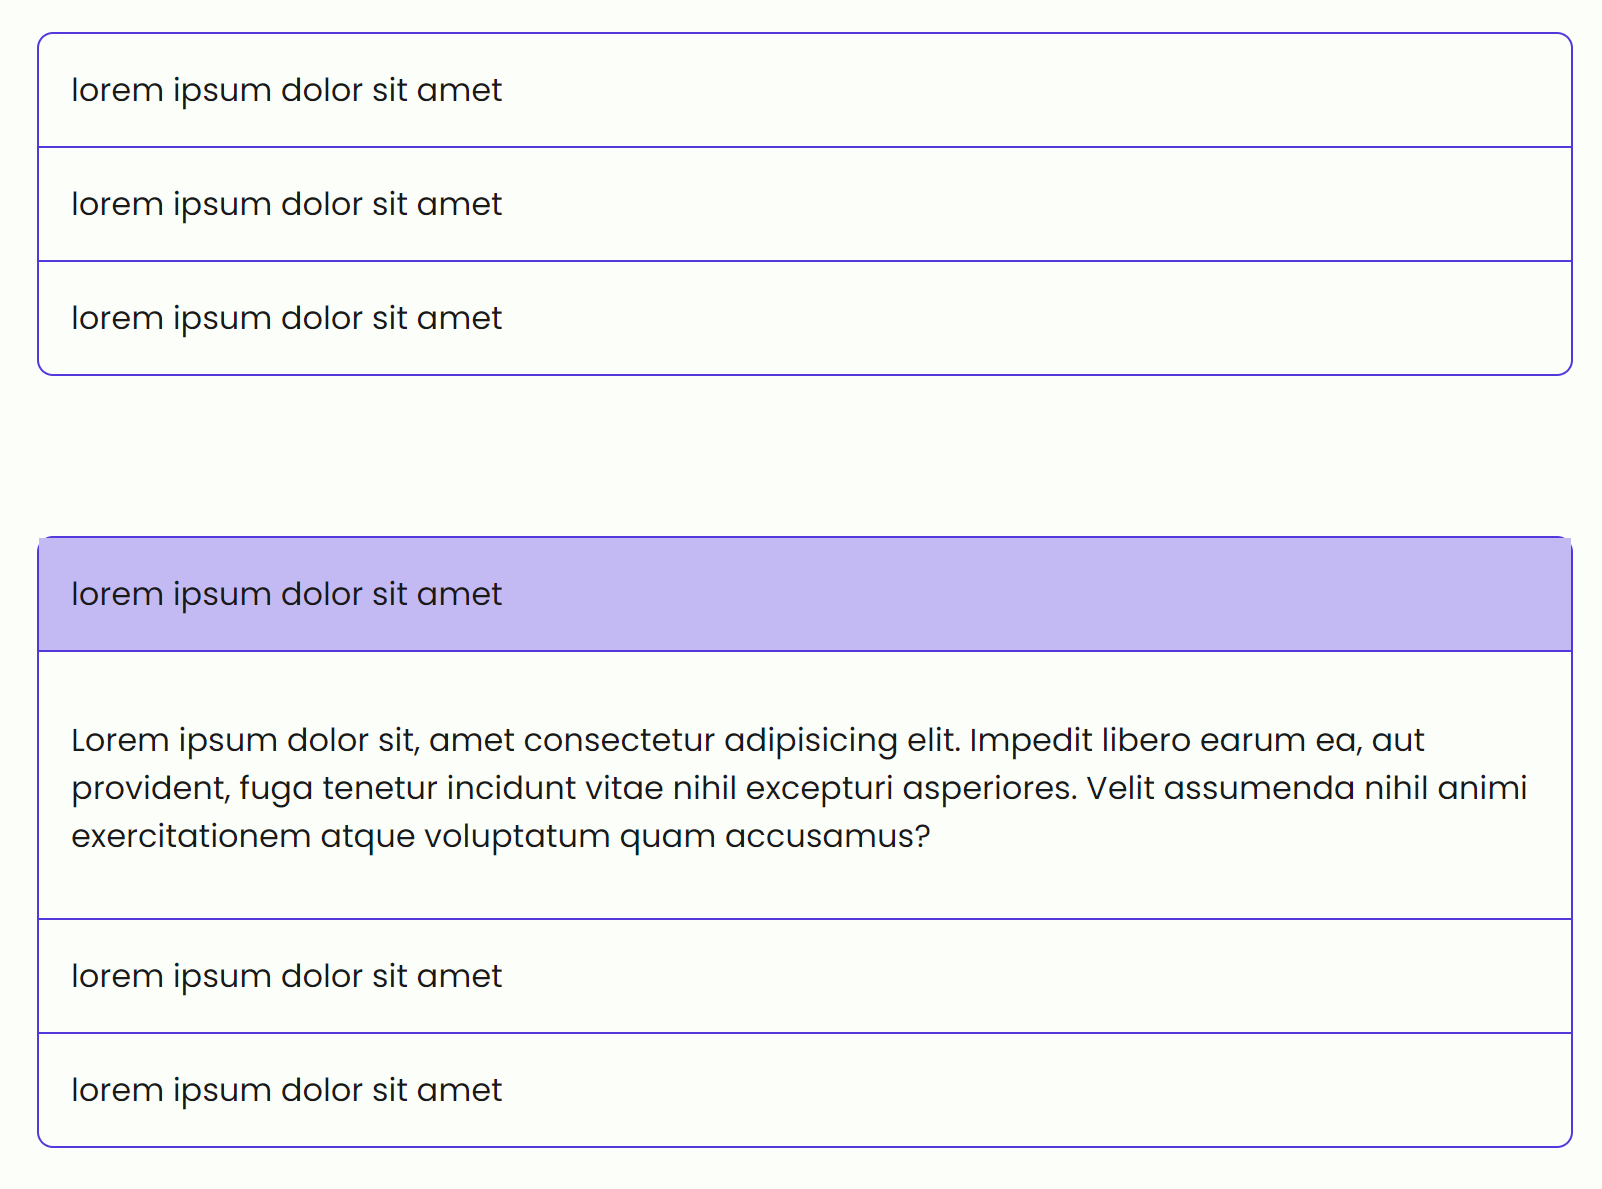 lorem ipsum dolor sit amet
lorem ipsum dolor sit amet
lorem ipsum dolor sit amet
lorem ipsum dolor sit amet
Lorem ipsum dolor sit, amet consectetur adipisicing elit. Impedit libero earum ea, aut
provident, fuga tenetur incidunt vitae nihil excepturi asperiores. Velit assumenda nihil animi
exercitationem atque voluptatum quam accusamus?
lorem ipsum dolor sit amet
lorem ipsum dolor sit amet